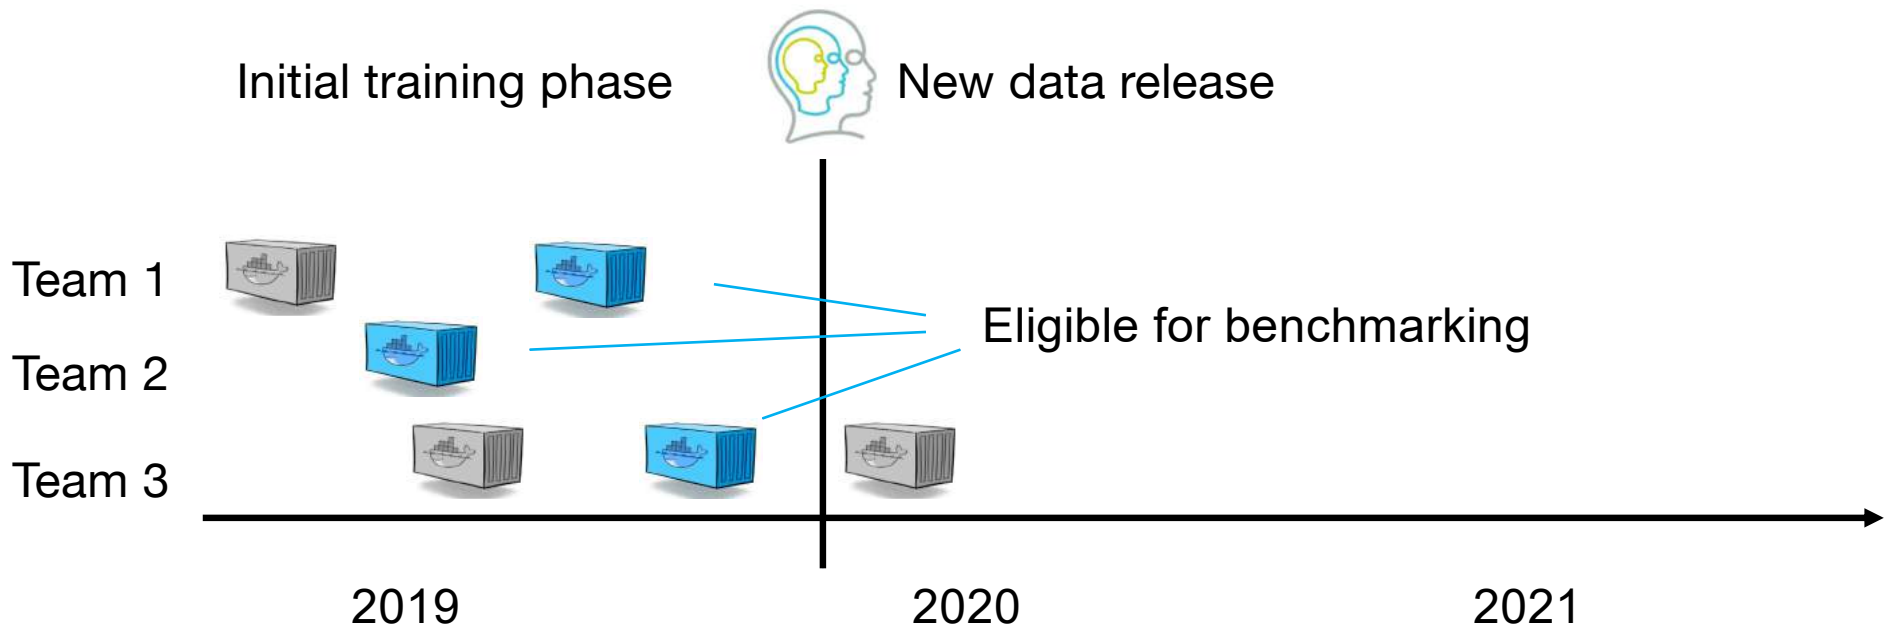 Initial training phase
New data release
Team 1
Eligible for benchmarking
Team 2
Team 3
2019
2020
2021